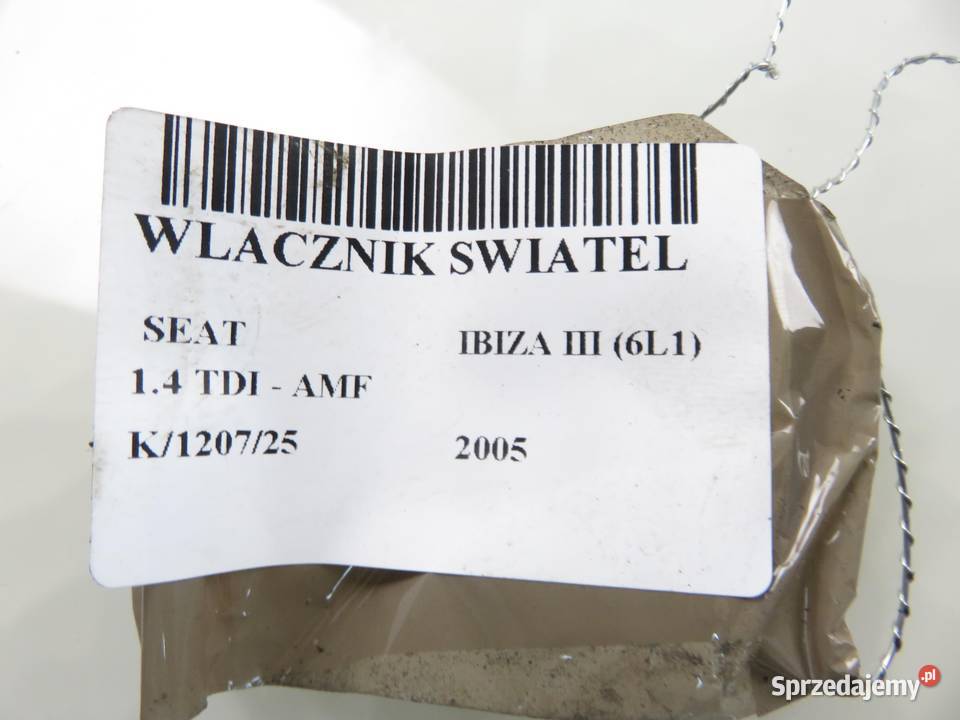 WLACZNIK SWIATEL
SEAT IBIZA III (6L1)
1.4 TDI - AMF
K/1207/25 2005
Sprzedajemy.pl